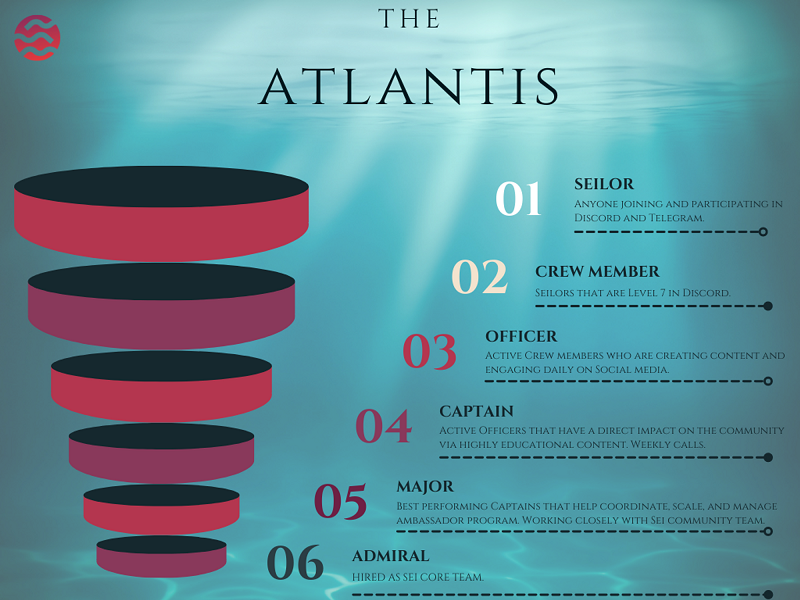 THE
ATLANTIS
01
SEILOR
ANYONE JOINING AND PARTICIPATING IN
DISCORD AND TELEGRAM.
02
CREW MEMBER
SEILORS THAT ARE LEVEL 7 IN DISCORD.
03
OFFICER
ACTIVE CREW MEMBERS WHO ARE CREATING CONTENT AND
ENGAGING DAILY ON SOCIAL MEDIA.
04
CAPTAIN
ACTIVE OFFICERS THAT HAVE A DIRECT IMPACT ON THE COMMUNITY
VIA HIGHLY EDUCATIONAL CONTENT. WEEKLY CALLS.
05
MAJOR
BEST PERFORMING CAPTAINS THAT HELP COORDINATE, SCALE, AND MANAGE
AMBASSADOR PROGRAM. WORKING CLOSELY WITH SEI COMMUNITY TEAM.
06
ADMIRAL
HIRED AS SEI CORE TEAM.